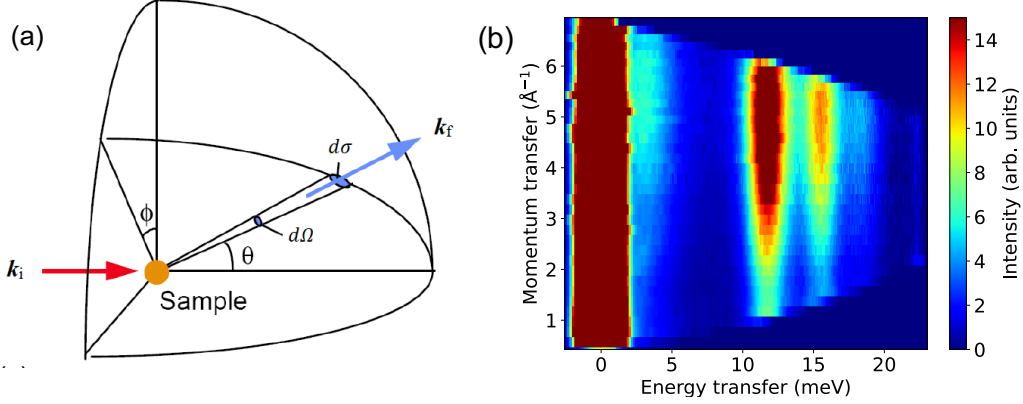 (a)
k_f
dσ
dΩ
ϕ
θ
k_i
Sample
(b)
Momentum transfer (Å⁻¹)
6
5
4
3
2
1
0 5 10 15 20
Energy transfer (meV)
14
12
10
8
6
4
2
0
Intensity (arb. units)